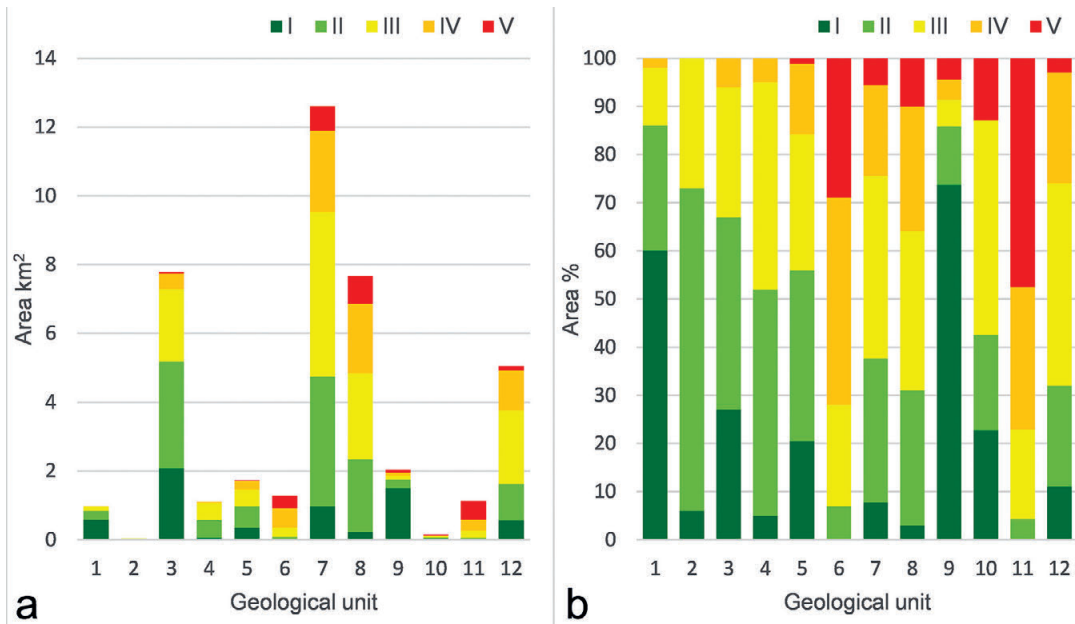 I II III IV V
14
12
10
8
6
4
2
0
Area km²
1 2 3 4 5 6 7 8 9 10 11 12
Geological unit
a
I II III IV V
100
90
80
70
60
50
40
30
20
10
0
Area %
1 2 3 4 5 6 7 8 9 10 11 12
Geological unit
b